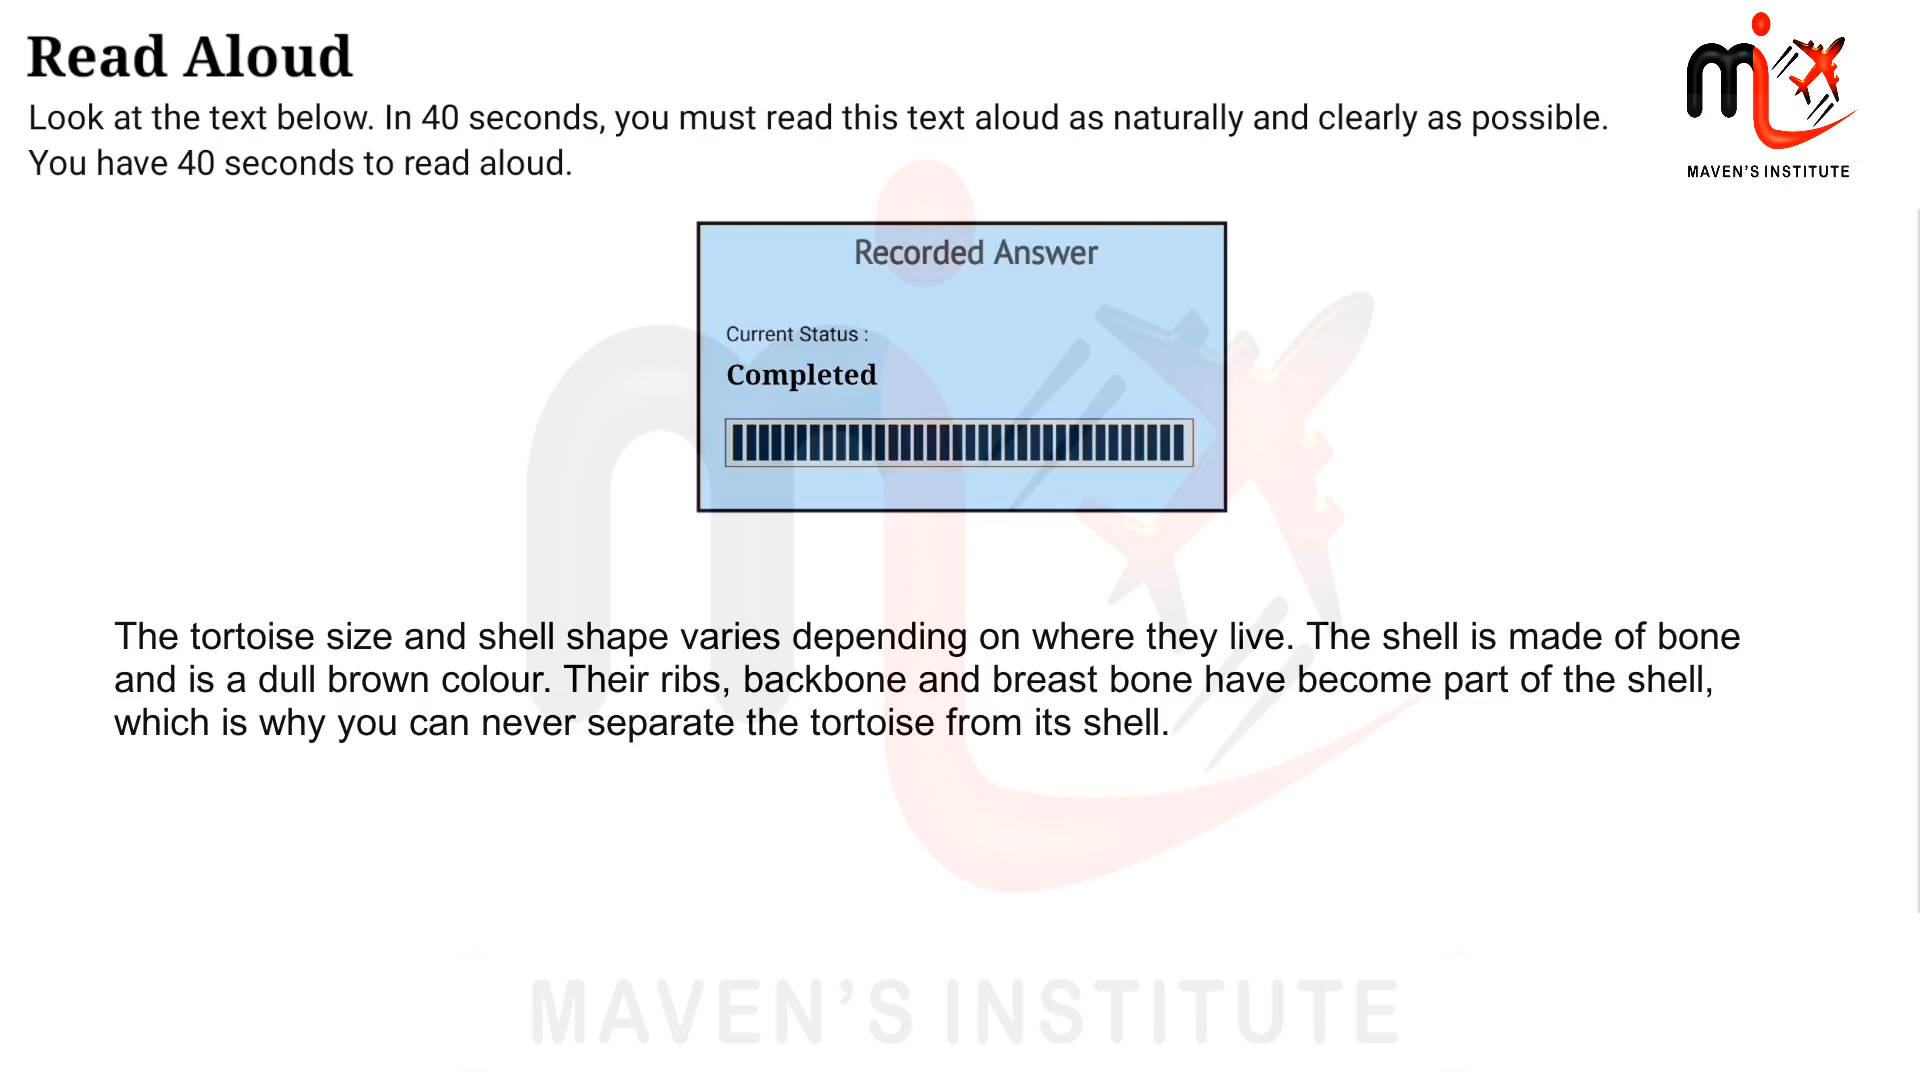 Read Aloud
Look at the text below. In 40 seconds, you must read this text aloud as naturally and clearly as possible.
You have 40 seconds to read aloud.
MAVEN'S INSTITUTE
Recorded Answer
Current Status :
Completed
The tortoise size and shell shape varies depending on where they live. The shell is made of bone
and is a dull brown colour. Their ribs, backbone and breast bone have become part of the shell,
which is why you can never separate the tortoise from its shell.
MAVEN'S INSTITUTE